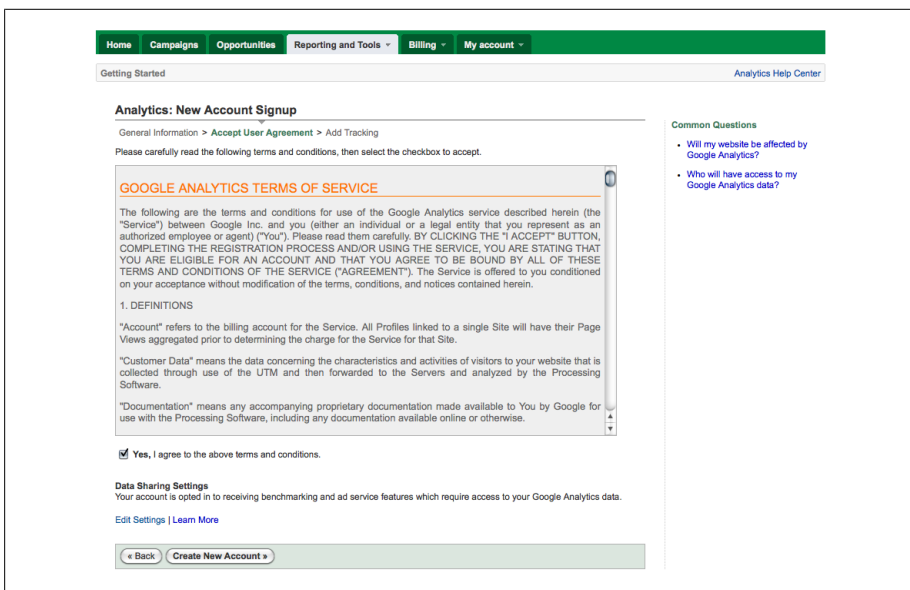 Home Campaigns Opportunities Reporting and Tools Billing My account
Getting Started Analytics Help Center
Analytics: New Account Signup
General Information > Accept User Agreement > Add Tracking
Please carefully read the following terms and conditions, then select the checkbox to accept.
GOOGLE ANALYTICS TERMS OF SERVICE
The following are the terms and conditions for use of the Google Analytics service described herein (the
"Service") between Google Inc. and you (either an individual or a legal entity that you represent as an
authorized employee or agent) ("You"). Please read them carefully. BY CLICKING THE "I ACCEPT" BUTTON,
COMPLETING THE REGISTRATION PROCESS AND/OR USING THE SERVICE, YOU ARE STATING THAT
YOU ARE ELIGIBLE FOR AN ACCOUNT AND THAT YOU AGREE TO BE BOUND BY ALL OF THESE
TERMS AND CONDITIONS OF THE SERVICE ("AGREEMENT"). The Service is offered to you conditioned
on your acceptance without modification of the terms, conditions, and notices contained herein.
1. DEFINITIONS
"Account" refers to the billing account for the Service. All Profiles linked to a single Site will have their Page
Views aggregated prior to determining the charge for the Service for that Site.
"Customer Data" means the data concerning the characteristics and activities of visitors to your website that is
collected through use of the UTM and then forwarded to the Servers and analyzed by the Processing
Software.
"Documentation" means any accompanying proprietary documentation made available to You by Google for
use with the Processing Software, including any documentation available online or otherwise.
Yes, I agree to the above terms and conditions.
Data Sharing Settings
Your account is opted in to receiving benchmarking and ad service features which require access to your Google Analytics data.
Edit Settings | Learn More
« Back Create New Account »
Common Questions
• Will my website be affected by
Google Analytics?
• Who will have access to my
Google Analytics data?